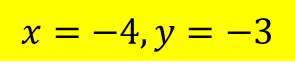 x = −4, y = −3